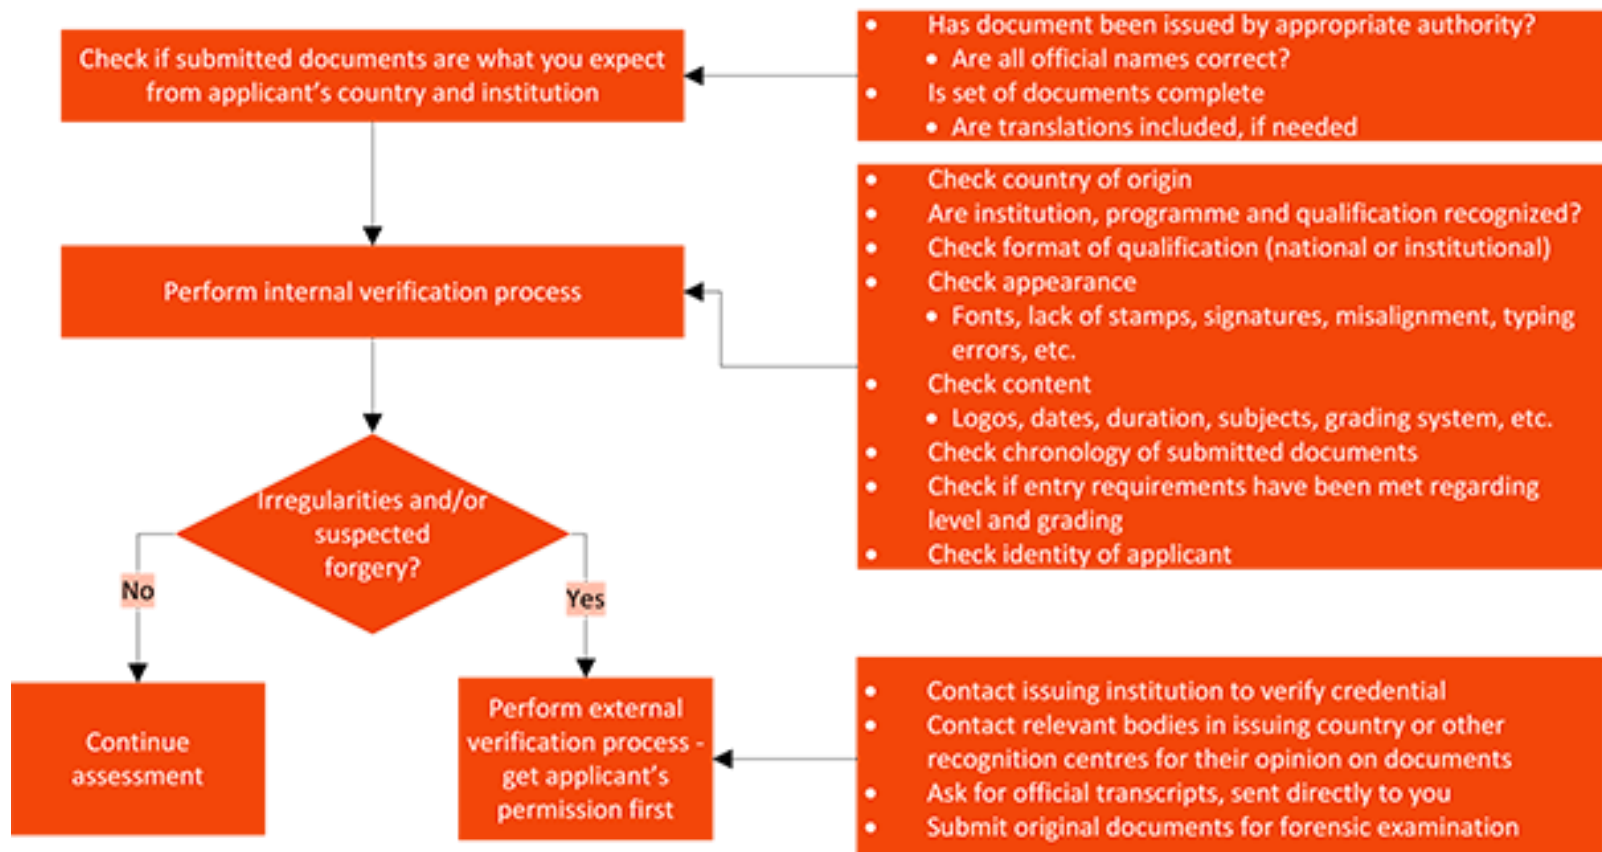 Check if submitted documents are what you expect
from applicant's country and institution
• Has document been issued by appropriate authority?
• Are all official names correct?
• Is set of documents complete
• Are translations included, if needed
Perform internal verification process
• Check country of origin
• Are institution, programme and qualification recognized?
• Check format of qualification (national or institutional)
• Check appearance
• Fonts, lack of stamps, signatures, misalignment, typing
errors, etc.
• Check content
• Logos, dates, duration, subjects, grading system, etc.
• Check chronology of submitted documents
• Check if entry requirements have been met regarding
level and grading
• Check identity of applicant
Irregularities and/or
suspected
forgery?
No
Yes
Continue
assessment
Perform external
verification process -
get applicant's
permission first
• Contact issuing institution to verify credential
• Contact relevant bodies in issuing country or other
recognition centres for their opinion on documents
• Ask for official transcripts, sent directly to you
• Submit original documents for forensic examination